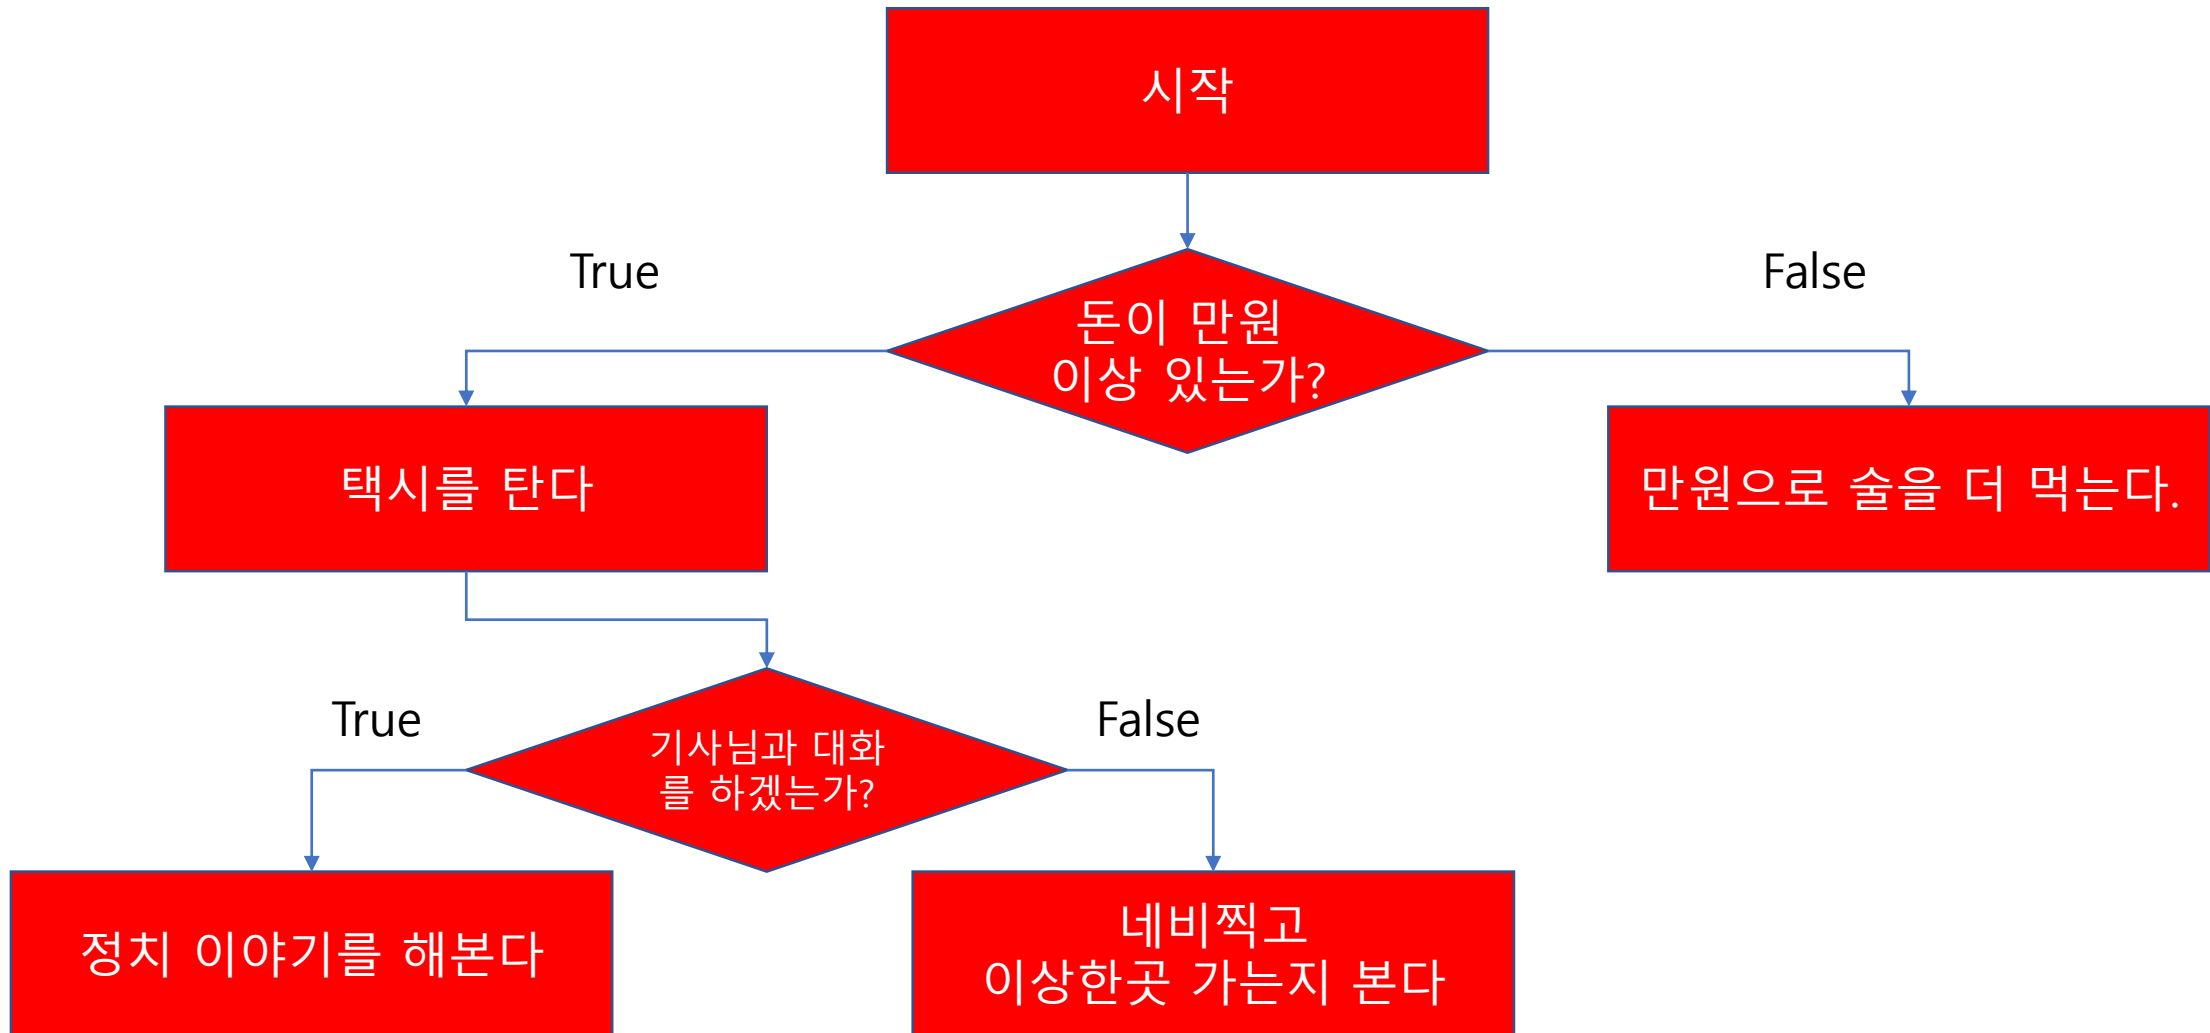 시작
True
False
돈이 만원
이상 있는가?
택시를 탄다
만원으로 술을 더 먹는다.
True
False
기사님과 대화
를 하겠는가?
정치 이야기를 해본다
네비찍고
이상한곳 가는지 본다